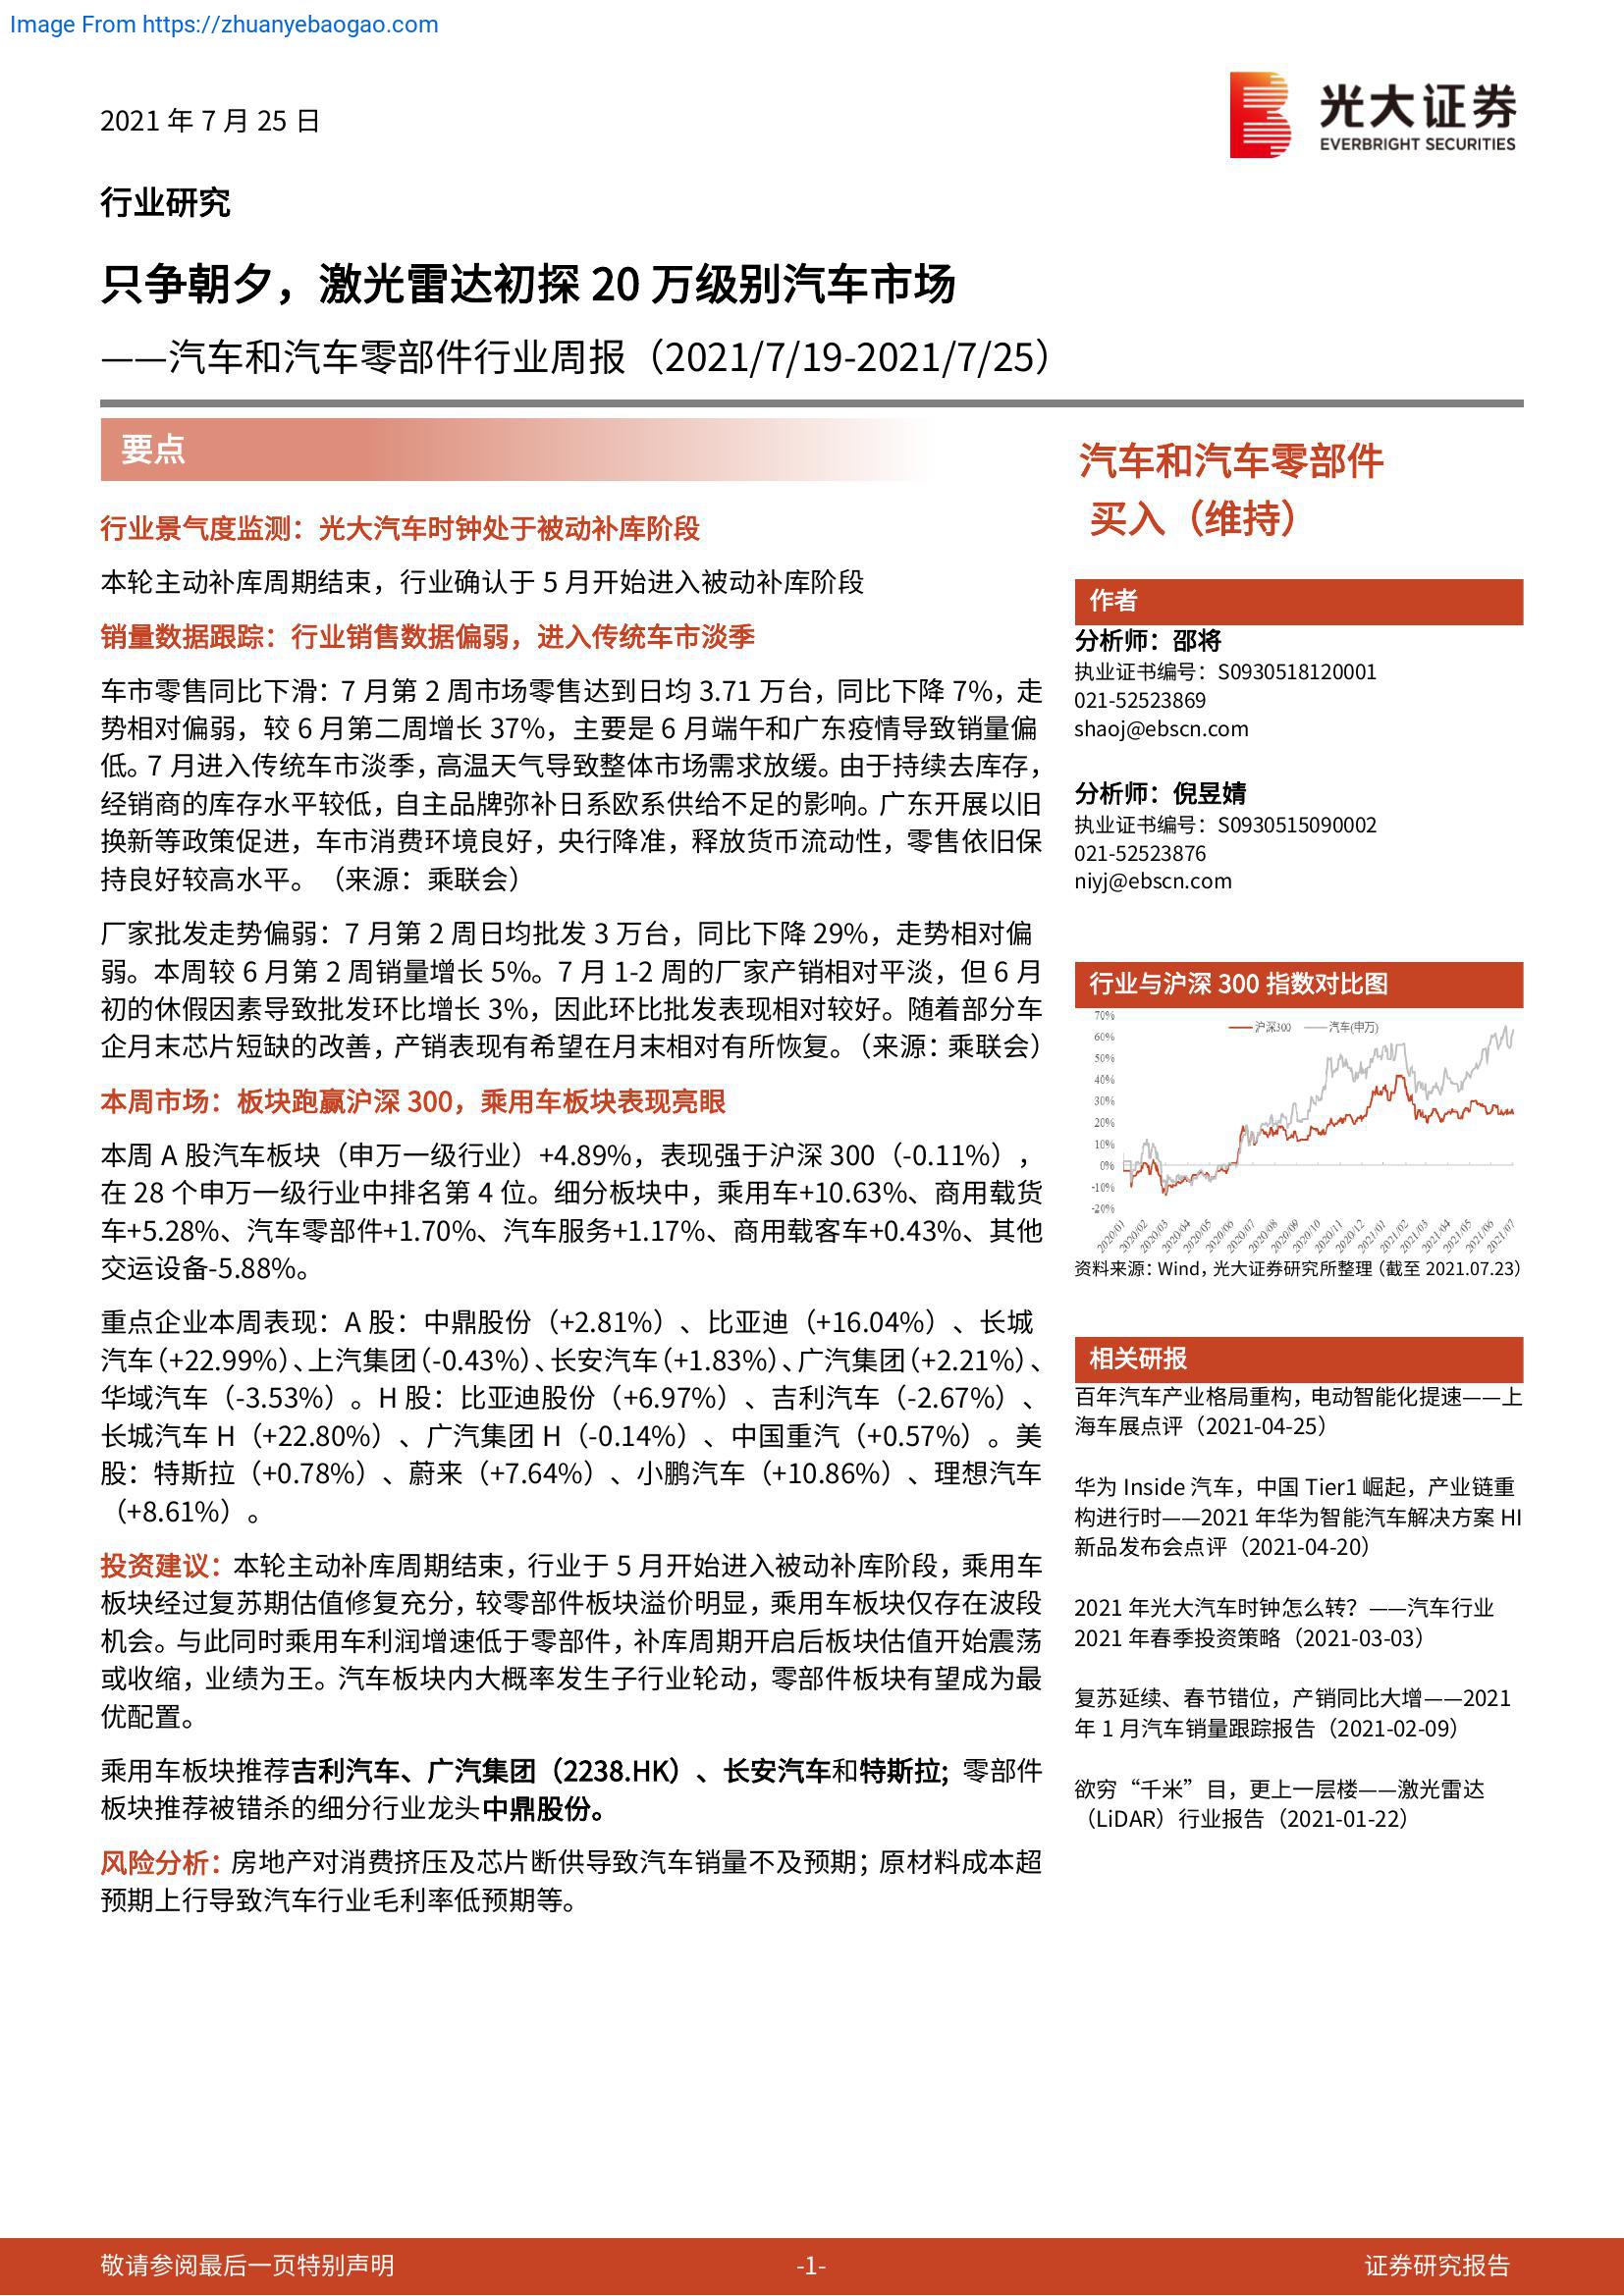 Image From https://zhuanyebaogao.com
2021 年 7 月 25 日
光大证券
EVERBRIGHT SECURITIES
行业研究
只争朝夕，激光雷达初探 20 万级别汽车市场
——汽车和汽车零部件行业周报（2021/7/19-2021/7/25）
要点
行业景气度监测：光大汽车时钟处于被动补库阶段
本轮主动补库周期结束，行业确认于 5 月开始进入被动补库阶段
销量数据跟踪：行业销售数据偏弱，进入传统车市淡季
车市零售同比下滑：7 月第 2 周市场零售达到日均 3.71 万台，同比下降 7%，走
势相对偏弱，较 6 月第二周增长 37%，主要是 6 月端午和广东疫情导致销量偏
低。7 月进入传统车市淡季，高温天气导致整体市场需求放缓。由于持续去库存，
经销商的库存水平较低，自主品牌弥补日系欧系供给不足的影响。广东开展以旧
换新等政策促进，车市消费环境良好，央行降准，释放货币流动性，零售依旧保
持良好较高水平。（来源：乘联会）
厂家批发走势偏弱：7 月第 2 周日均批发 3 万台，同比下降 29%，走势相对偏
弱。本周较 6 月第 2 周销量增长 5%。7 月 1-2 周的厂家产销相对平淡，但 6 月
初的休假因素导致批发环比增长 3%，因此环比批发表现相对较好。随着部分车
企月末芯片短缺的改善，产销表现有希望在月末相对有所恢复。（来源：乘联会）
本周市场：板块跑赢沪深 300，乘用车板块表现亮眼
本周 A 股汽车板块（申万一级行业）+4.89%，表现强于沪深 300（-0.11%），
在 28 个申万一级行业中排名第 4 位。细分板块中，乘用车+10.63%、商用载货
车+5.28%、汽车零部件+1.70%、汽车服务+1.17%、商用载客车+0.43%、其他
交运设备-5.88%。
重点企业本周表现：A 股：中鼎股份（+2.81%）、比亚迪（+16.04%）、长城
汽车（+22.99%）、上汽集团（-0.43%）、长安汽车（+1.83%）、广汽集团（+2.21%）、
华域汽车（-3.53%）。H 股：比亚迪股份（+6.97%）、吉利汽车（-2.67%）、
长城汽车 H（+22.80%）、广汽集团 H（-0.14%）、中国重汽（+0.57%）。美
股：特斯拉（+0.78%）、蔚来（+7.64%）、小鹏汽车（+10.86%）、理想汽车
（+8.61%）。
投资建议：本轮主动补库周期结束，行业于 5 月开始进入被动补库阶段，乘用车
板块经过复苏期估值修复充分，较零部件板块溢价明显，乘用车板块仅存在波段
机会。与此同时乘用车利润增速低于零部件，补库周期开启后板块估值开始震荡
或收缩，业绩为王。汽车板块内大概率发生子行业轮动，零部件板块有望成为最
优配置。
乘用车板块推荐吉利汽车、广汽集团（2238.HK）、长安汽车和特斯拉; 零部件
板块推荐被错杀的细分行业龙头中鼎股份。
风险分析：房地产对消费挤压及芯片断供导致汽车销量不及预期；原材料成本超
预期上行导致汽车行业毛利率低预期等。
汽车和汽车零部件
买入（维持）
作者
分析师：邵将
执业证书编号：S0930518120001
021-52523869
shaoj@ebscn.com
分析师：倪昱婧
执业证书编号：S0930515090002
021-52523876
niyj@ebscn.com
行业与沪深 300 指数对比图
沪深300 汽车(申万)
70%
60%
50%
40%
30%
20%
10%
0%
-10%
-20%
2020/01 2020/02 2020/03 2020/04 2020/05 2020/06 2020/07 2020/08 2020/09 2020/10 2020/11 2020/12 2021/01 2021/02 2021/03 2021/04 2021/05 2021/06 2021/07
资料来源：Wind，光大证券研究所整理（截至 2021.07.23）
相关研报
百年汽车产业格局重构，电动智能化提速——上
海车展点评（2021-04-25）
华为 Inside 汽车，中国 Tier1 崛起，产业链重
构进行时——2021 年华为智能汽车解决方案 HI
新品发布会点评（2021-04-20）
2021 年光大汽车时钟怎么转？——汽车行业
2021 年春季投资策略（2021-03-03）
复苏延续、春节错位，产销同比大增——2021
年 1 月汽车销量跟踪报告（2021-02-09）
欲穷“千米”目，更上一层楼——激光雷达
（LiDAR）行业报告（2021-01-22）
敬请参阅最后一页特别声明
-1-
证券研究报告